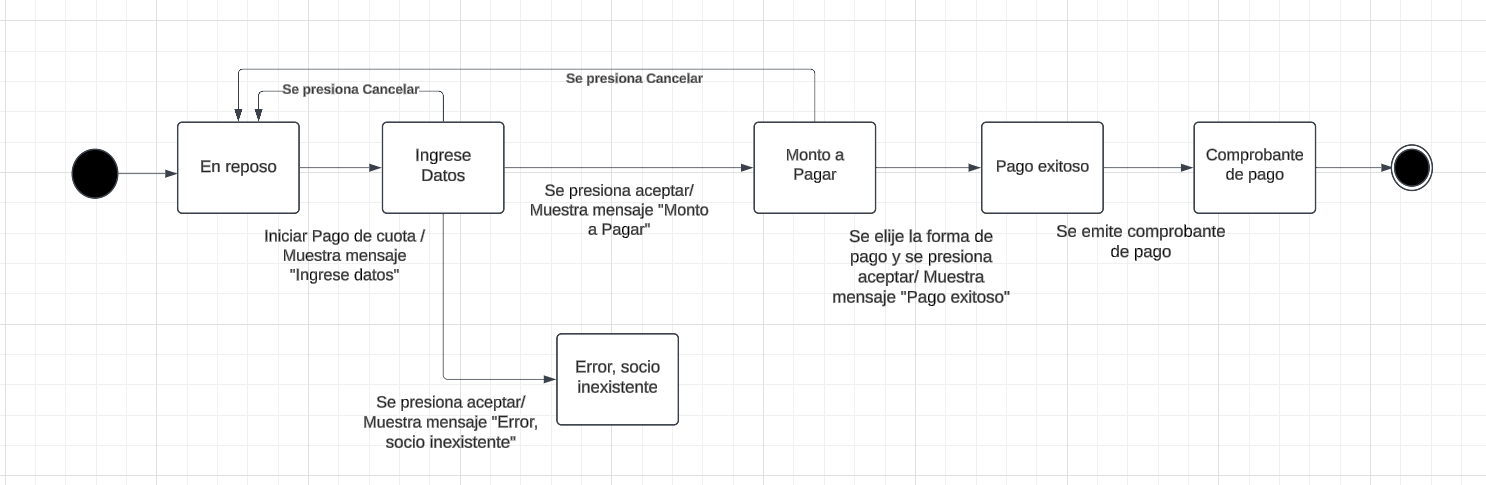 Se presiona Cancelar
Se presiona Cancelar
En reposo
Ingrese
Datos
Monto a
Pagar
Pago exitoso
Comprobante
de pago
Iniciar Pago de cuota /
Muestra mensaje
"Ingrese datos"
Se presiona aceptar/
Muestra mensaje "Monto
a Pagar"
Se elije la forma de
pago y se presiona
aceptar/ Muestra
mensaje "Pago exitoso"
Se emite comprobante
de pago
Error, socio
inexistente
Se presiona aceptar/
Muestra mensaje "Error,
socio inexistente"